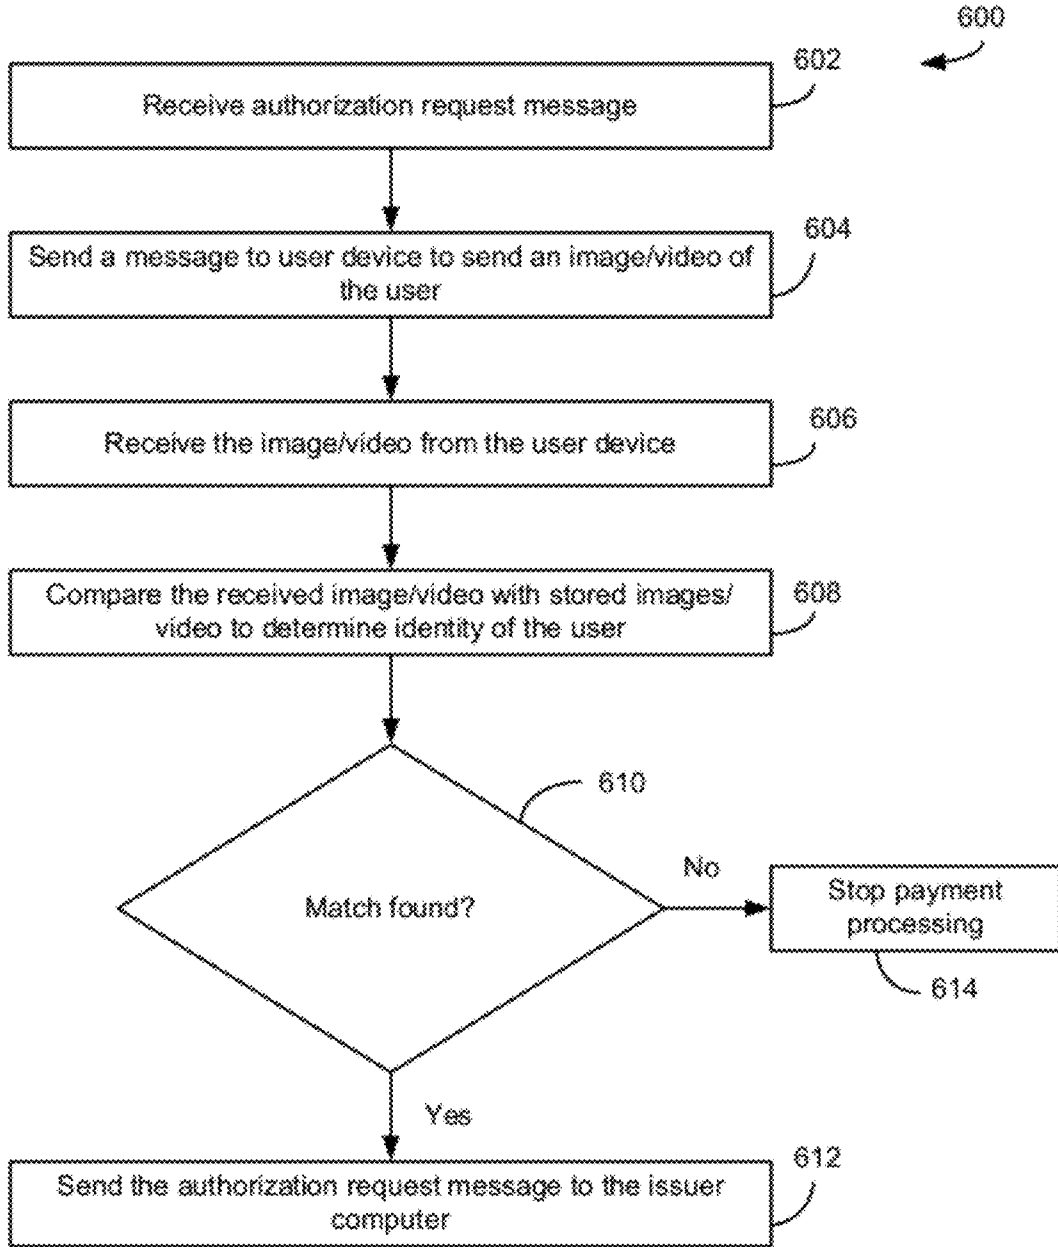 600
602
Receive authorization request message
604
Send a message to user device to send an image/video of
the user
606
Receive the image/video from the user device
608
Compare the received image/video with stored images/
video to determine identity of the user
610
Match found?
No
Stop payment
processing
614
Yes
612
Send the authorization request message to the issuer
computer